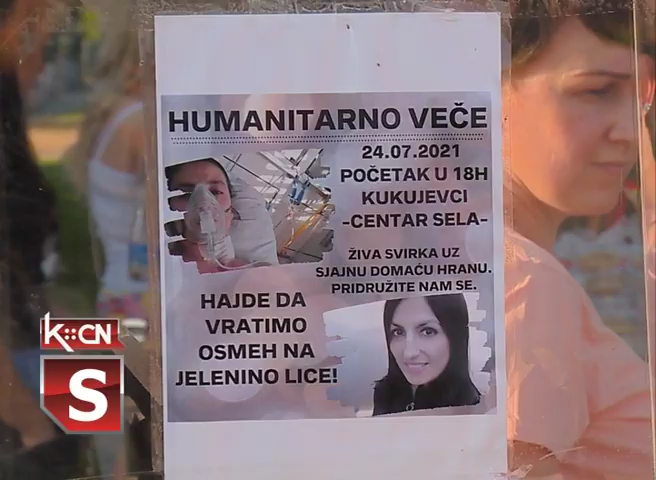 HUMANITARNO VEČE
24.07.2021
POČETAK U 18H
KUKUJEVCI
-CENTAR SELA-
ŽIVA SVIRKA UZ
SJAJNU DOMAĆU HRANU.
PRIDRUŽITE NAM SE.
HAJDE DA
VRATIMO
OSMEH NA
JELENINO LICE!
K::CN
S